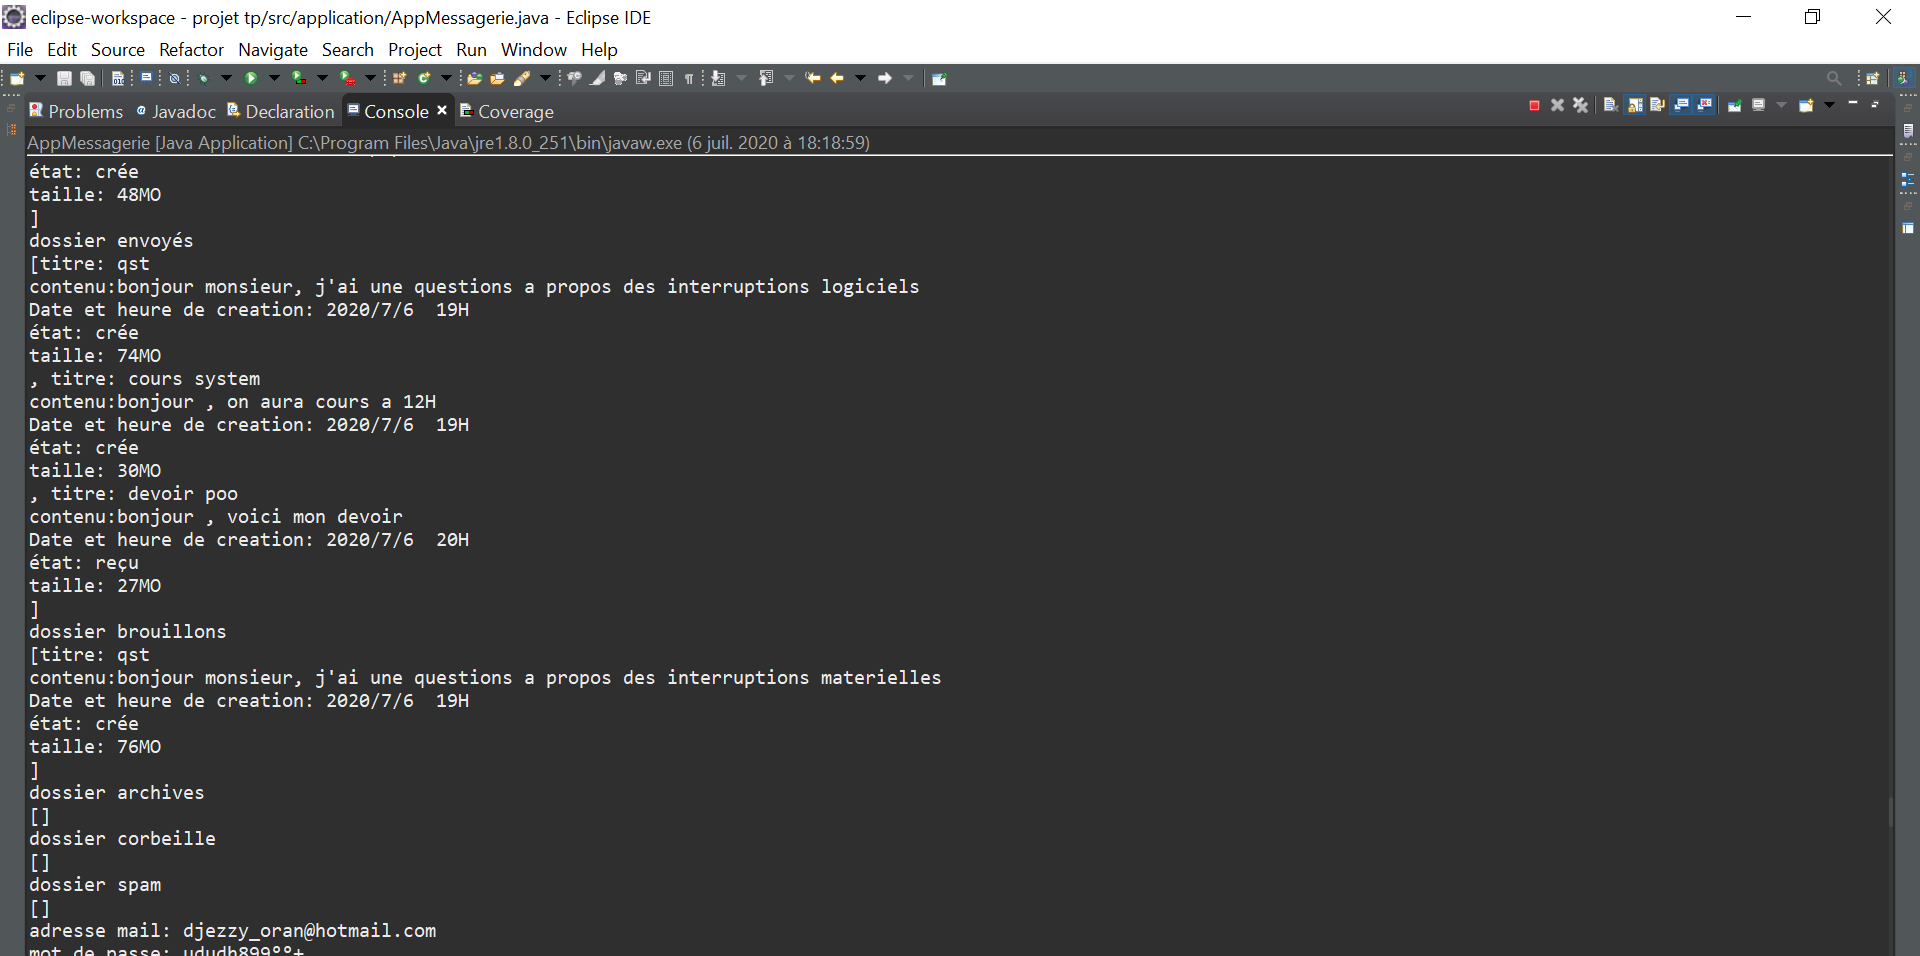 eclipse-workspace - projet tp/src/application/AppMessagerie.java - Eclipse IDE
File Edit Source Refactor Navigate Search Project Run Window Help
Problems Javadoc Declaration Console Coverage
AppMessagerie [Java Application] C:\Program Files\Java\jre1.8.0_251\bin\javaw.exe (6 juil. 2020 à 18:18:59)
état: crée
taille: 48MO
]
dossier envoyés
[titre: qst
contenu:bonjour monsieur, j'ai une questions a propos des interruptions logiciels
Date et heure de creation: 2020/7/6  19H
état: crée
taille: 74MO
, titre: cours system
contenu:bonjour , on aura cours a 12H
Date et heure de creation: 2020/7/6  19H
état: crée
taille: 30MO
, titre: devoir poo
contenu:bonjour , voici mon devoir
Date et heure de creation: 2020/7/6  20H
état: reçu
taille: 27MO
]
dossier brouillons
[titre: qst
contenu:bonjour monsieur, j'ai une questions a propos des interruptions materielles
Date et heure de creation: 2020/7/6  19H
état: crée
taille: 76MO
]
dossier archives
[]
dossier corbeille
[]
dossier spam
[]
adresse mail: djezzy_oran@hotmail.com
mot de passe: ududh899°°+